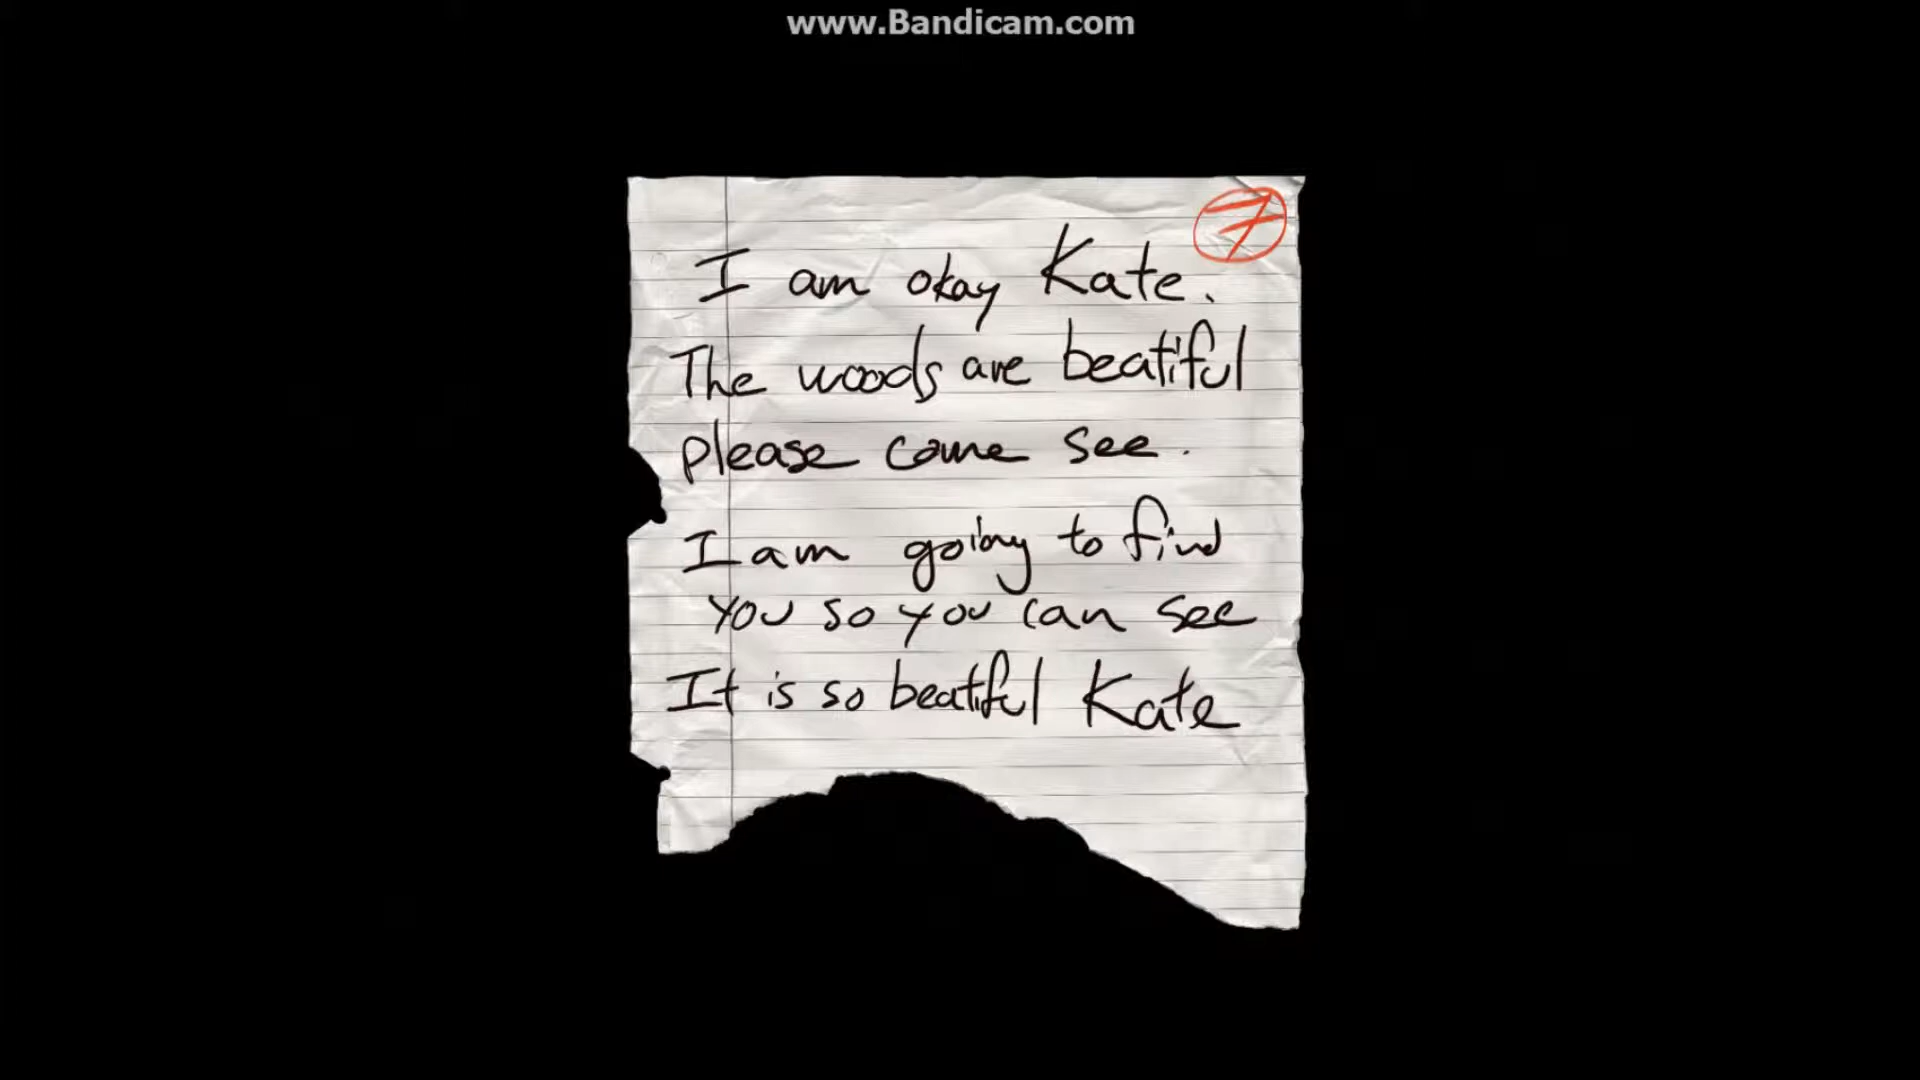 www.Bandicam.com
7
I am okay Kate.
The woods are beatiful
please come see.
I am going to find
you so you can see
It is so beatiful Kate